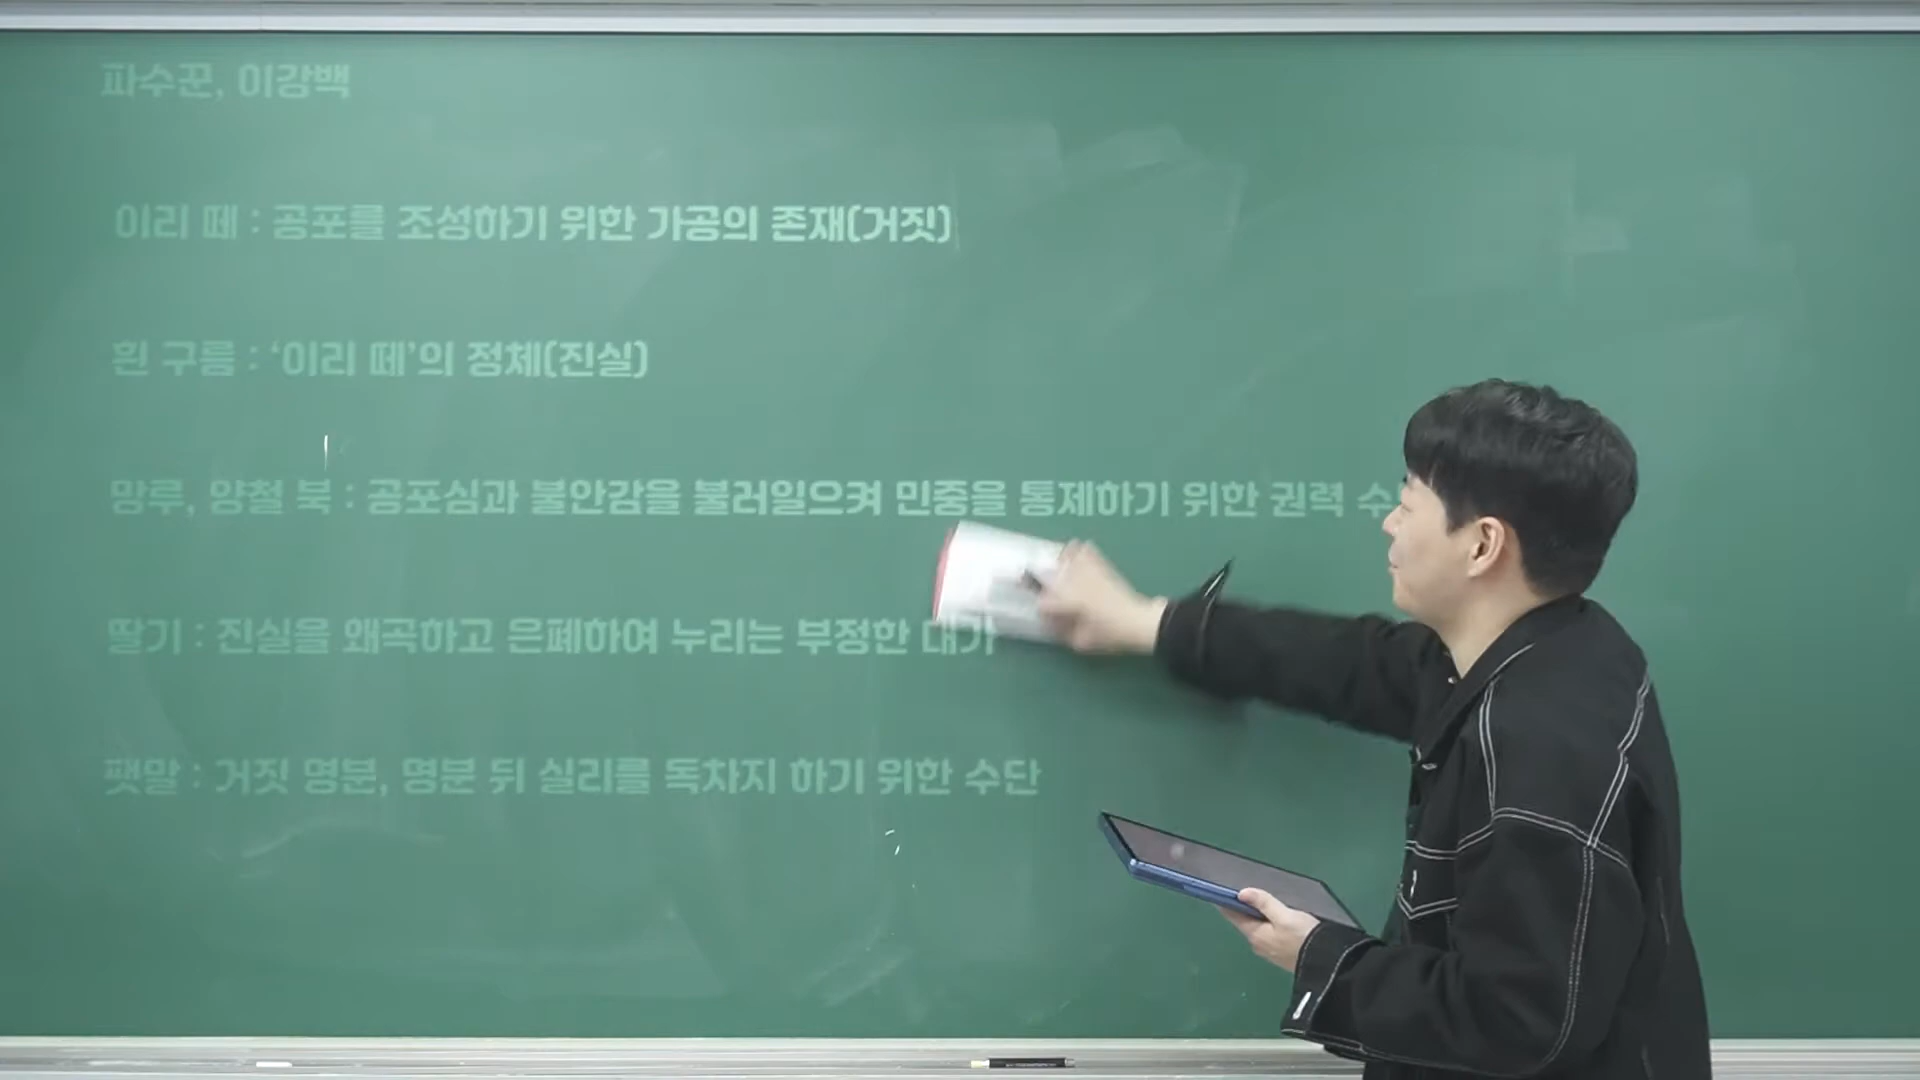 파수꾼, 이강백
이리 떼 : 공포를 조성하기 위한 가공의 존재(거짓)
흰 구름 : ‘이리 떼’의 정체(진실)
망루, 양철 북 : 공포심과 불안감을 불러일으켜 민중을 통제하기 위한 권력
딸기 : 진실을 왜곡하고 은폐하여 누리는 부정한 대가
팻말 : 거짓 명분, 명분 뒤 실리를 독차지 하기 위한 수단